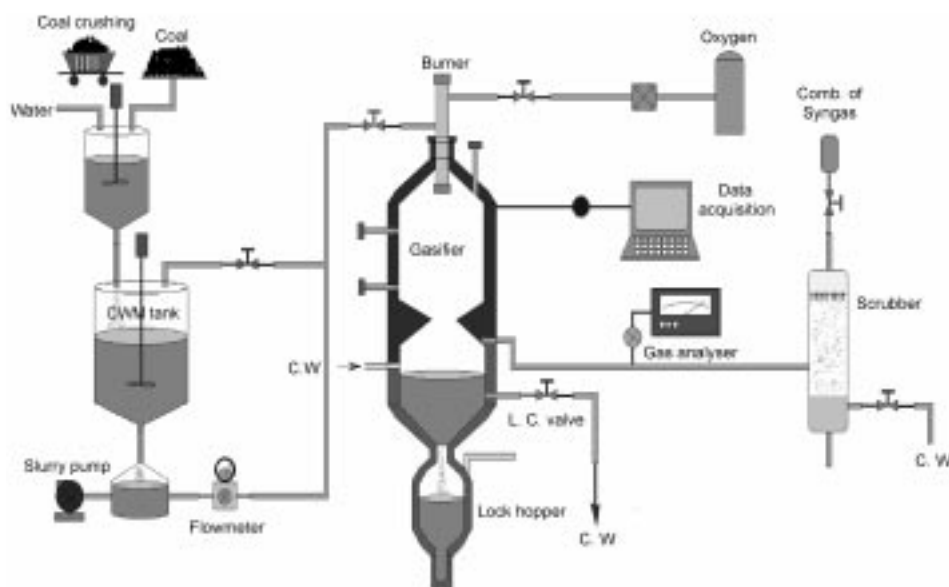 Coal crushing
Coal
Water
Burner
Oxygen
Comb. of
Syngas
Data
acquisition
Gasifier
CWM tank
Scrubber
Gas analyser
C. W
L. C. valve
C. W
Slurry pump
Flowmeter
Lock hopper
C. W